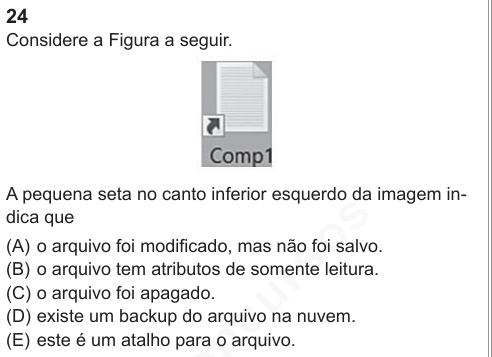 24
Considere a Figura a seguir.
Comp1
A pequena seta no canto inferior esquerdo da imagem in-
dica que
(A) o arquivo foi modificado, mas não foi salvo.
(B) o arquivo tem atributos de somente leitura.
(C) o arquivo foi apagado.
(D) existe um backup do arquivo na nuvem.
(E) este é um atalho para o arquivo.